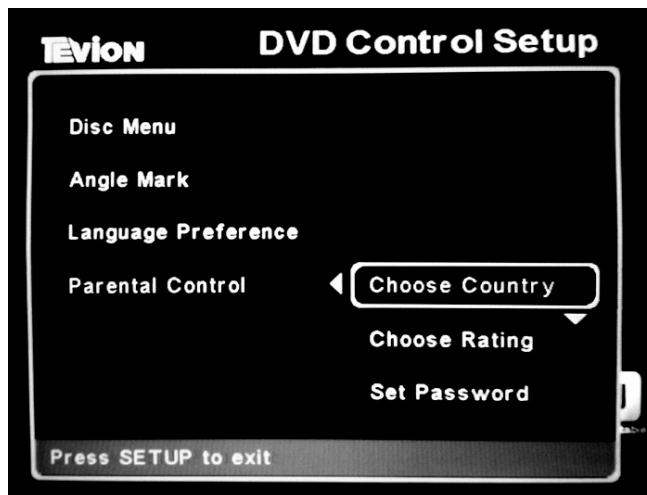 TEVION
DVD Control Setup
Disc Menu
Angle Mark
Language Preference
Parental Control
Choose Country
Choose Rating
Set Password
Press SETUP to exit